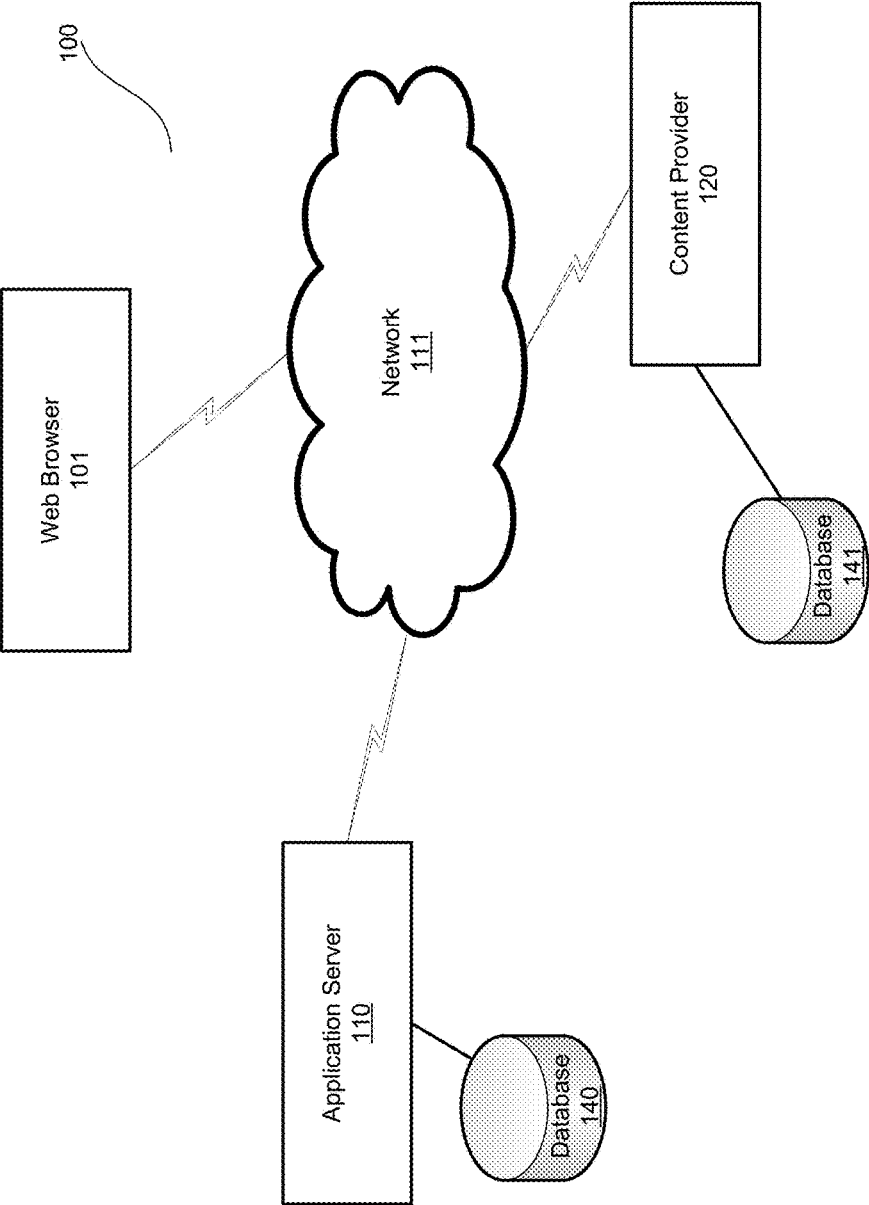 100
Web Browser
101
Network
111
Application Server
110
Content Provider
120
Database
140
Database
141